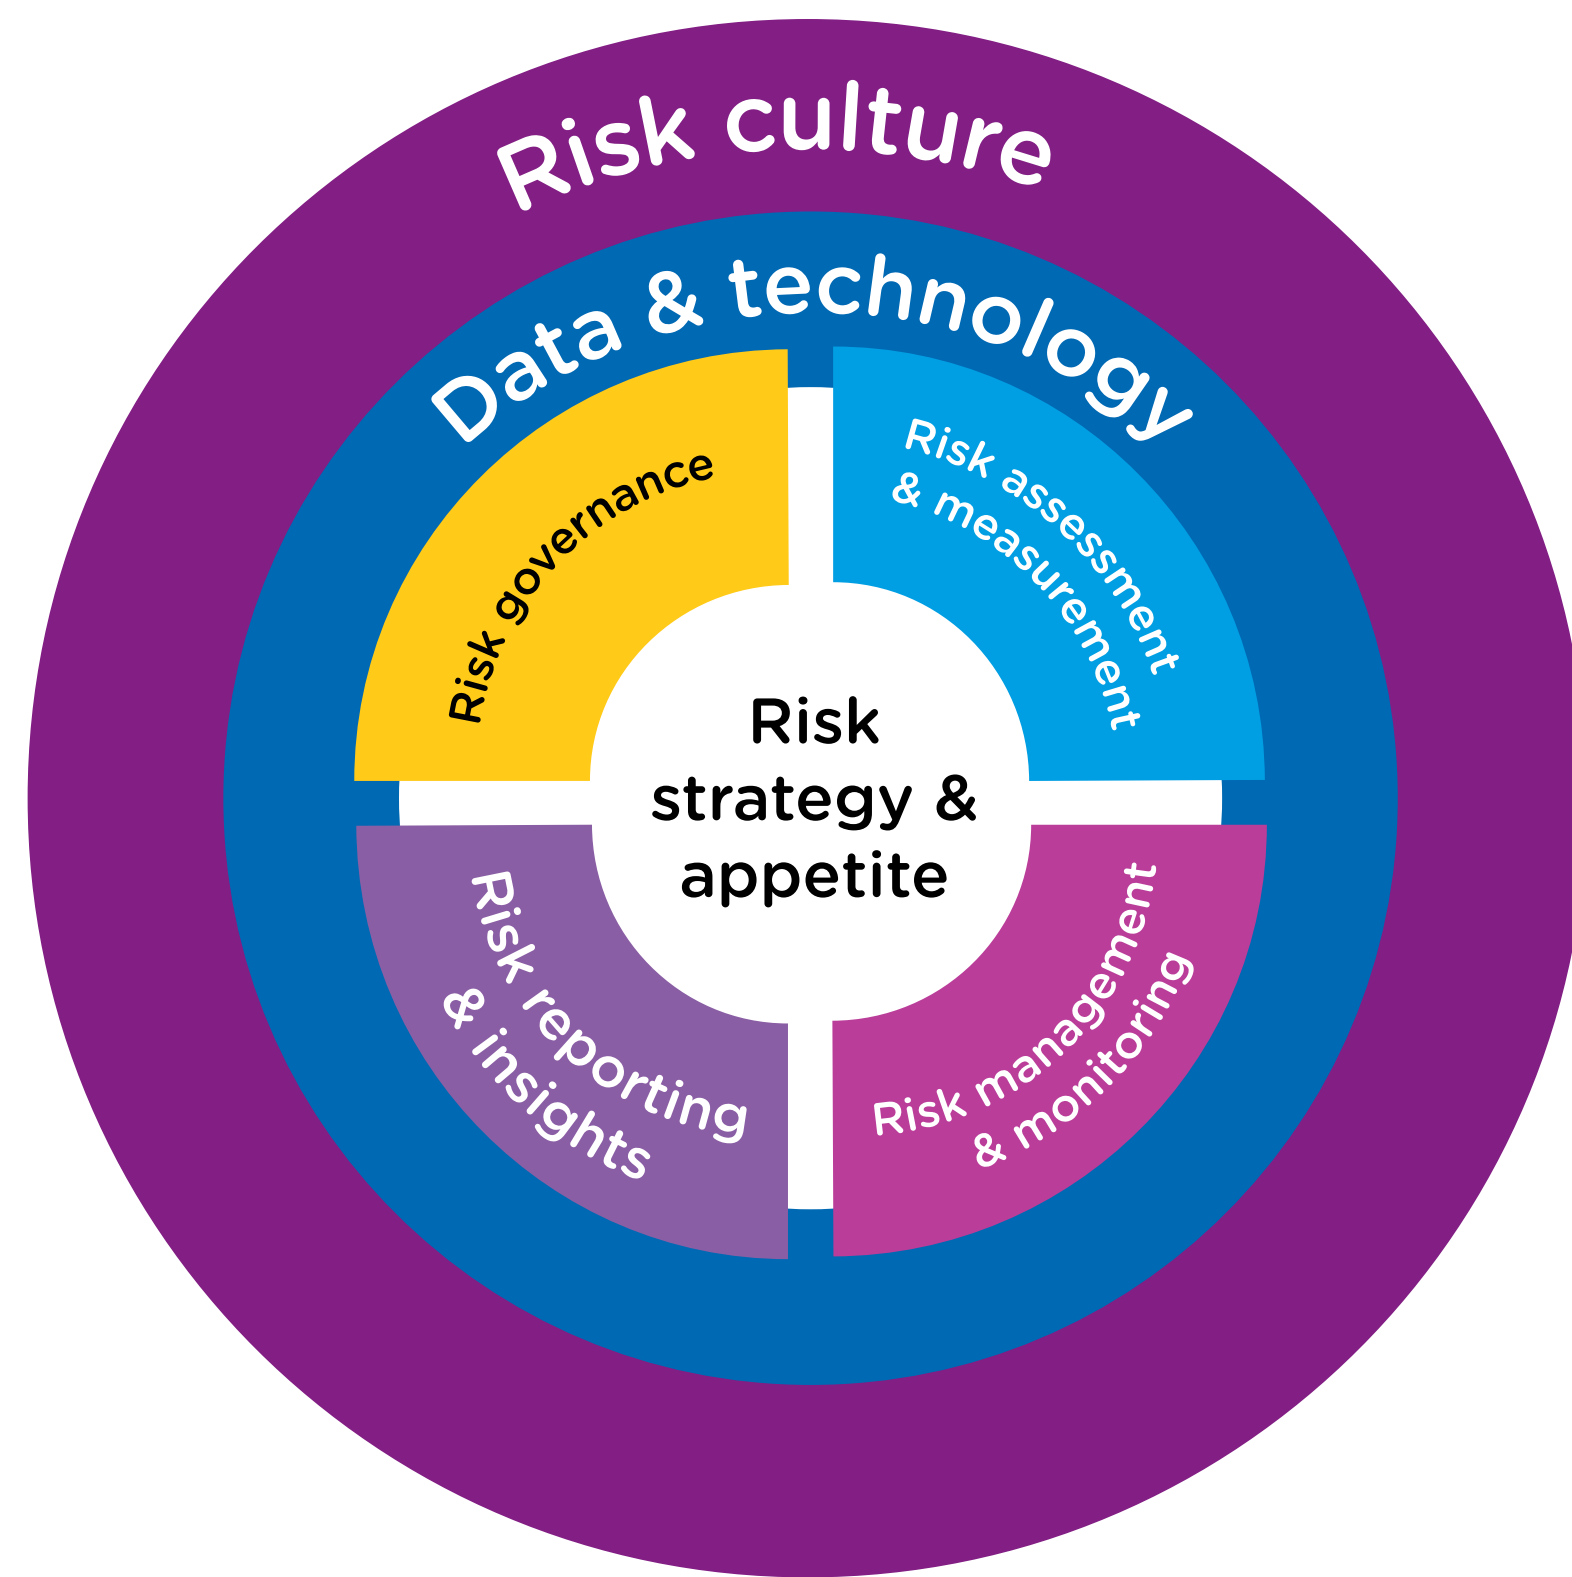 Risk culture
Data & technology
Risk governance
Risk assessment
& measurement
Risk
strategy &
appetite
Risk reporting
& insights
Risk management
& monitoring